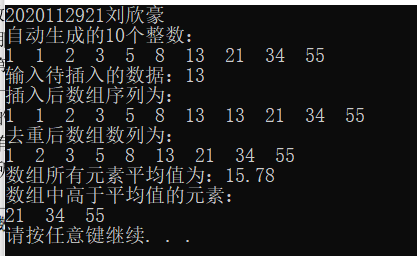 2020112921刘欣豪
自动生成的10个整数：
1  1  2  3  5  8  13  21  34  55
输入待插入的数据：13
插入后数组序列为：
1  1  2  3  5  8  13  13  21  34  55
去重后数组数列为：
1  2  3  5  8  13  21  34  55
数组所有元素平均值为：15.78
数组中高于平均值的元素：
21  34  55
请按任意键继续. . .